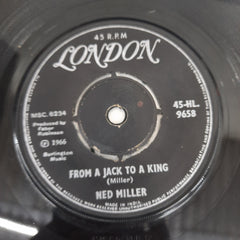 45 R.P.M
LONDON
MSC. 6234
Produced by
Fabor
Robinson
℗ 1966
Burlington
Music
45-HL.
9658
FROM A JACK TO A KING
(Miller)
NED MILLER
MADE IN INDIA